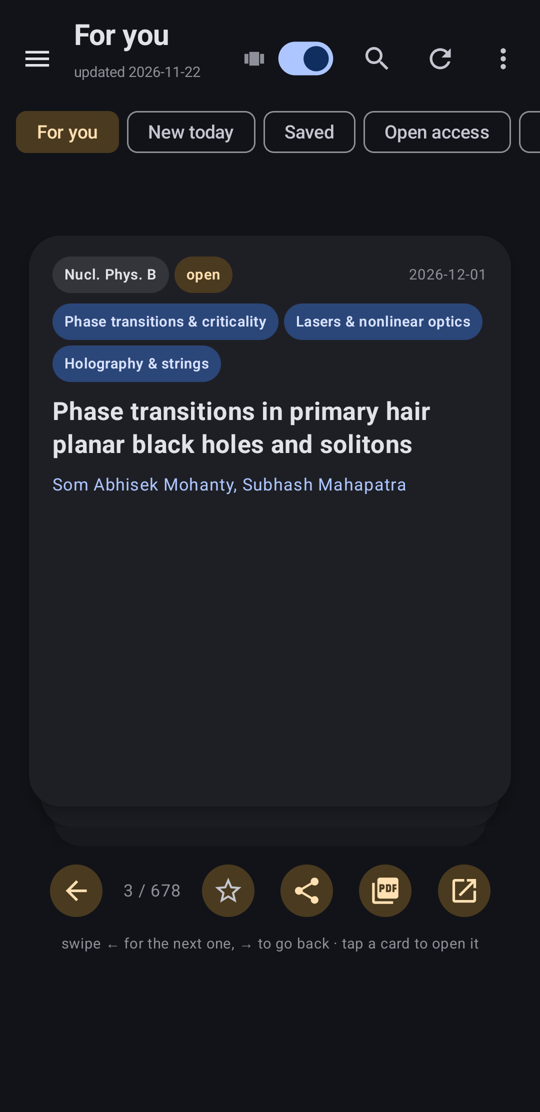 For you
updated 2026-11-22
For you
New today
Saved
Open access
Nucl. Phys. B
open
2026-12-01
Phase transitions & criticality
Lasers & nonlinear optics
Holography & strings
Phase transitions in primary hair
planar black holes and solitons
Som Abhisek Mohanty, Subhash Mahapatra
3 / 678
PDF
swipe ← for the next one, → to go back · tap a card to open it